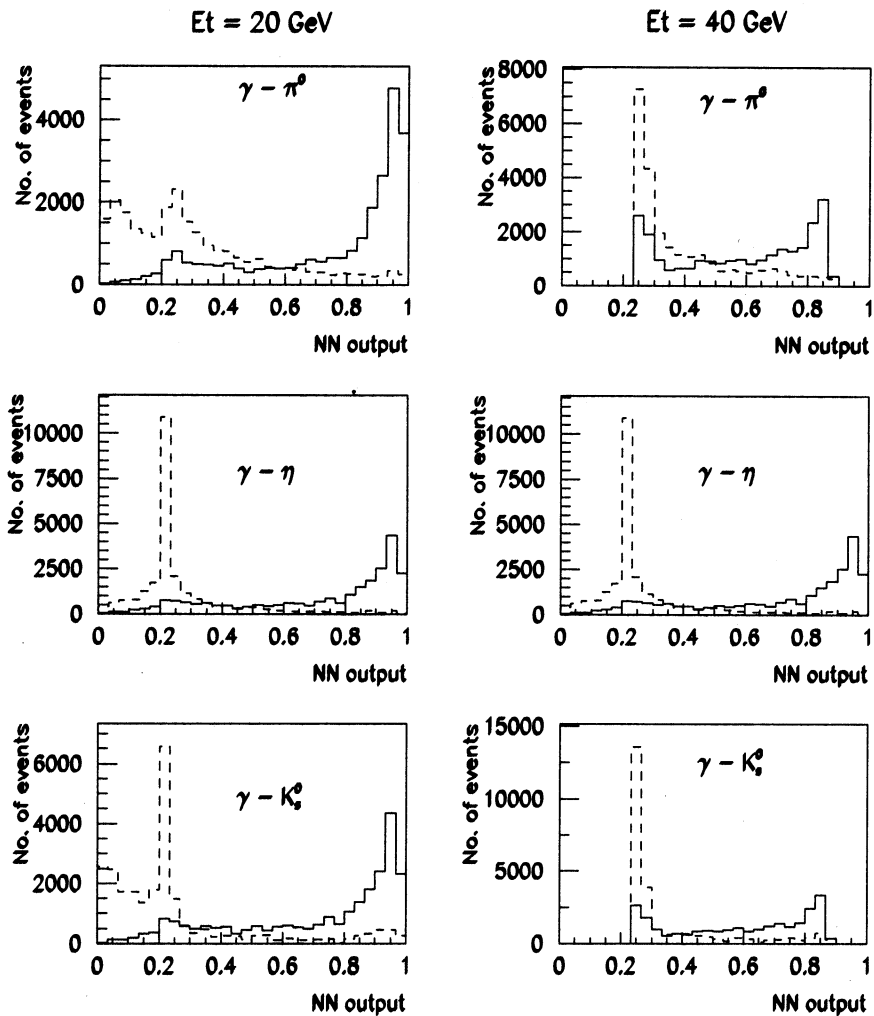 Et = 20 GeV
Et = 40 GeV
No. of events
γ - π⁰
4000
2000
0
0 0.2 0.4 0.6 0.8 1
NN output
No. of events
γ - π⁰
8000
6000
4000
2000
0
0 0.2 0.4 0.6 0.8 1
NN output
No. of events
γ - η
10000
7500
5000
2500
0
0 0.2 0.4 0.6 0.8 1
NN output
No. of events
γ - η
10000
7500
5000
2500
0
0 0.2 0.4 0.6 0.8 1
NN output
No. of events
γ - Kₛ⁰
6000
4000
2000
0
0 0.2 0.4 0.6 0.8 1
NN output
No. of events
γ - Kₛ⁰
15000
10000
5000
0
0 0.2 0.4 0.6 0.8 1
NN output